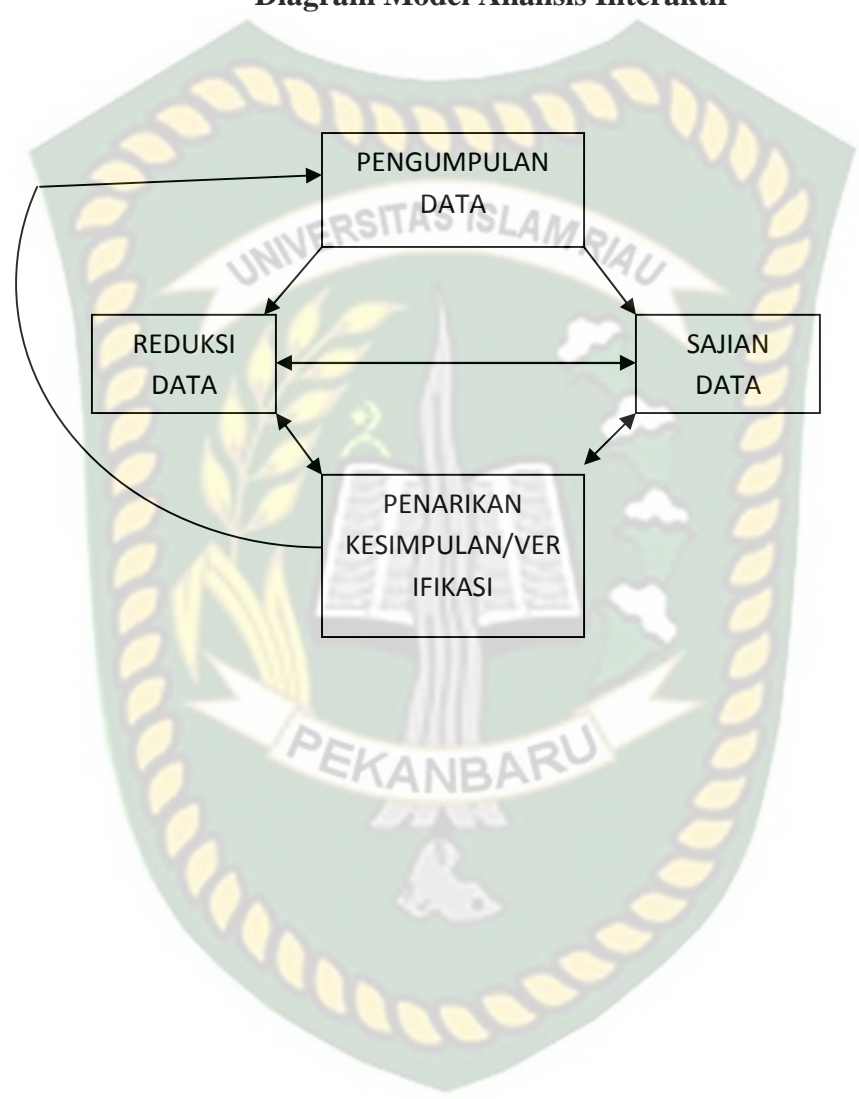 Diagram Model Analisis Interaktif
PENGUMPULAN
DATA
UNIVERSITAS ISLAM RIAU
REDUKSI
DATA
SAJIAN
DATA
PENARIKAN
KESIMPULAN/VER
IFIKASI
PEKANBARU